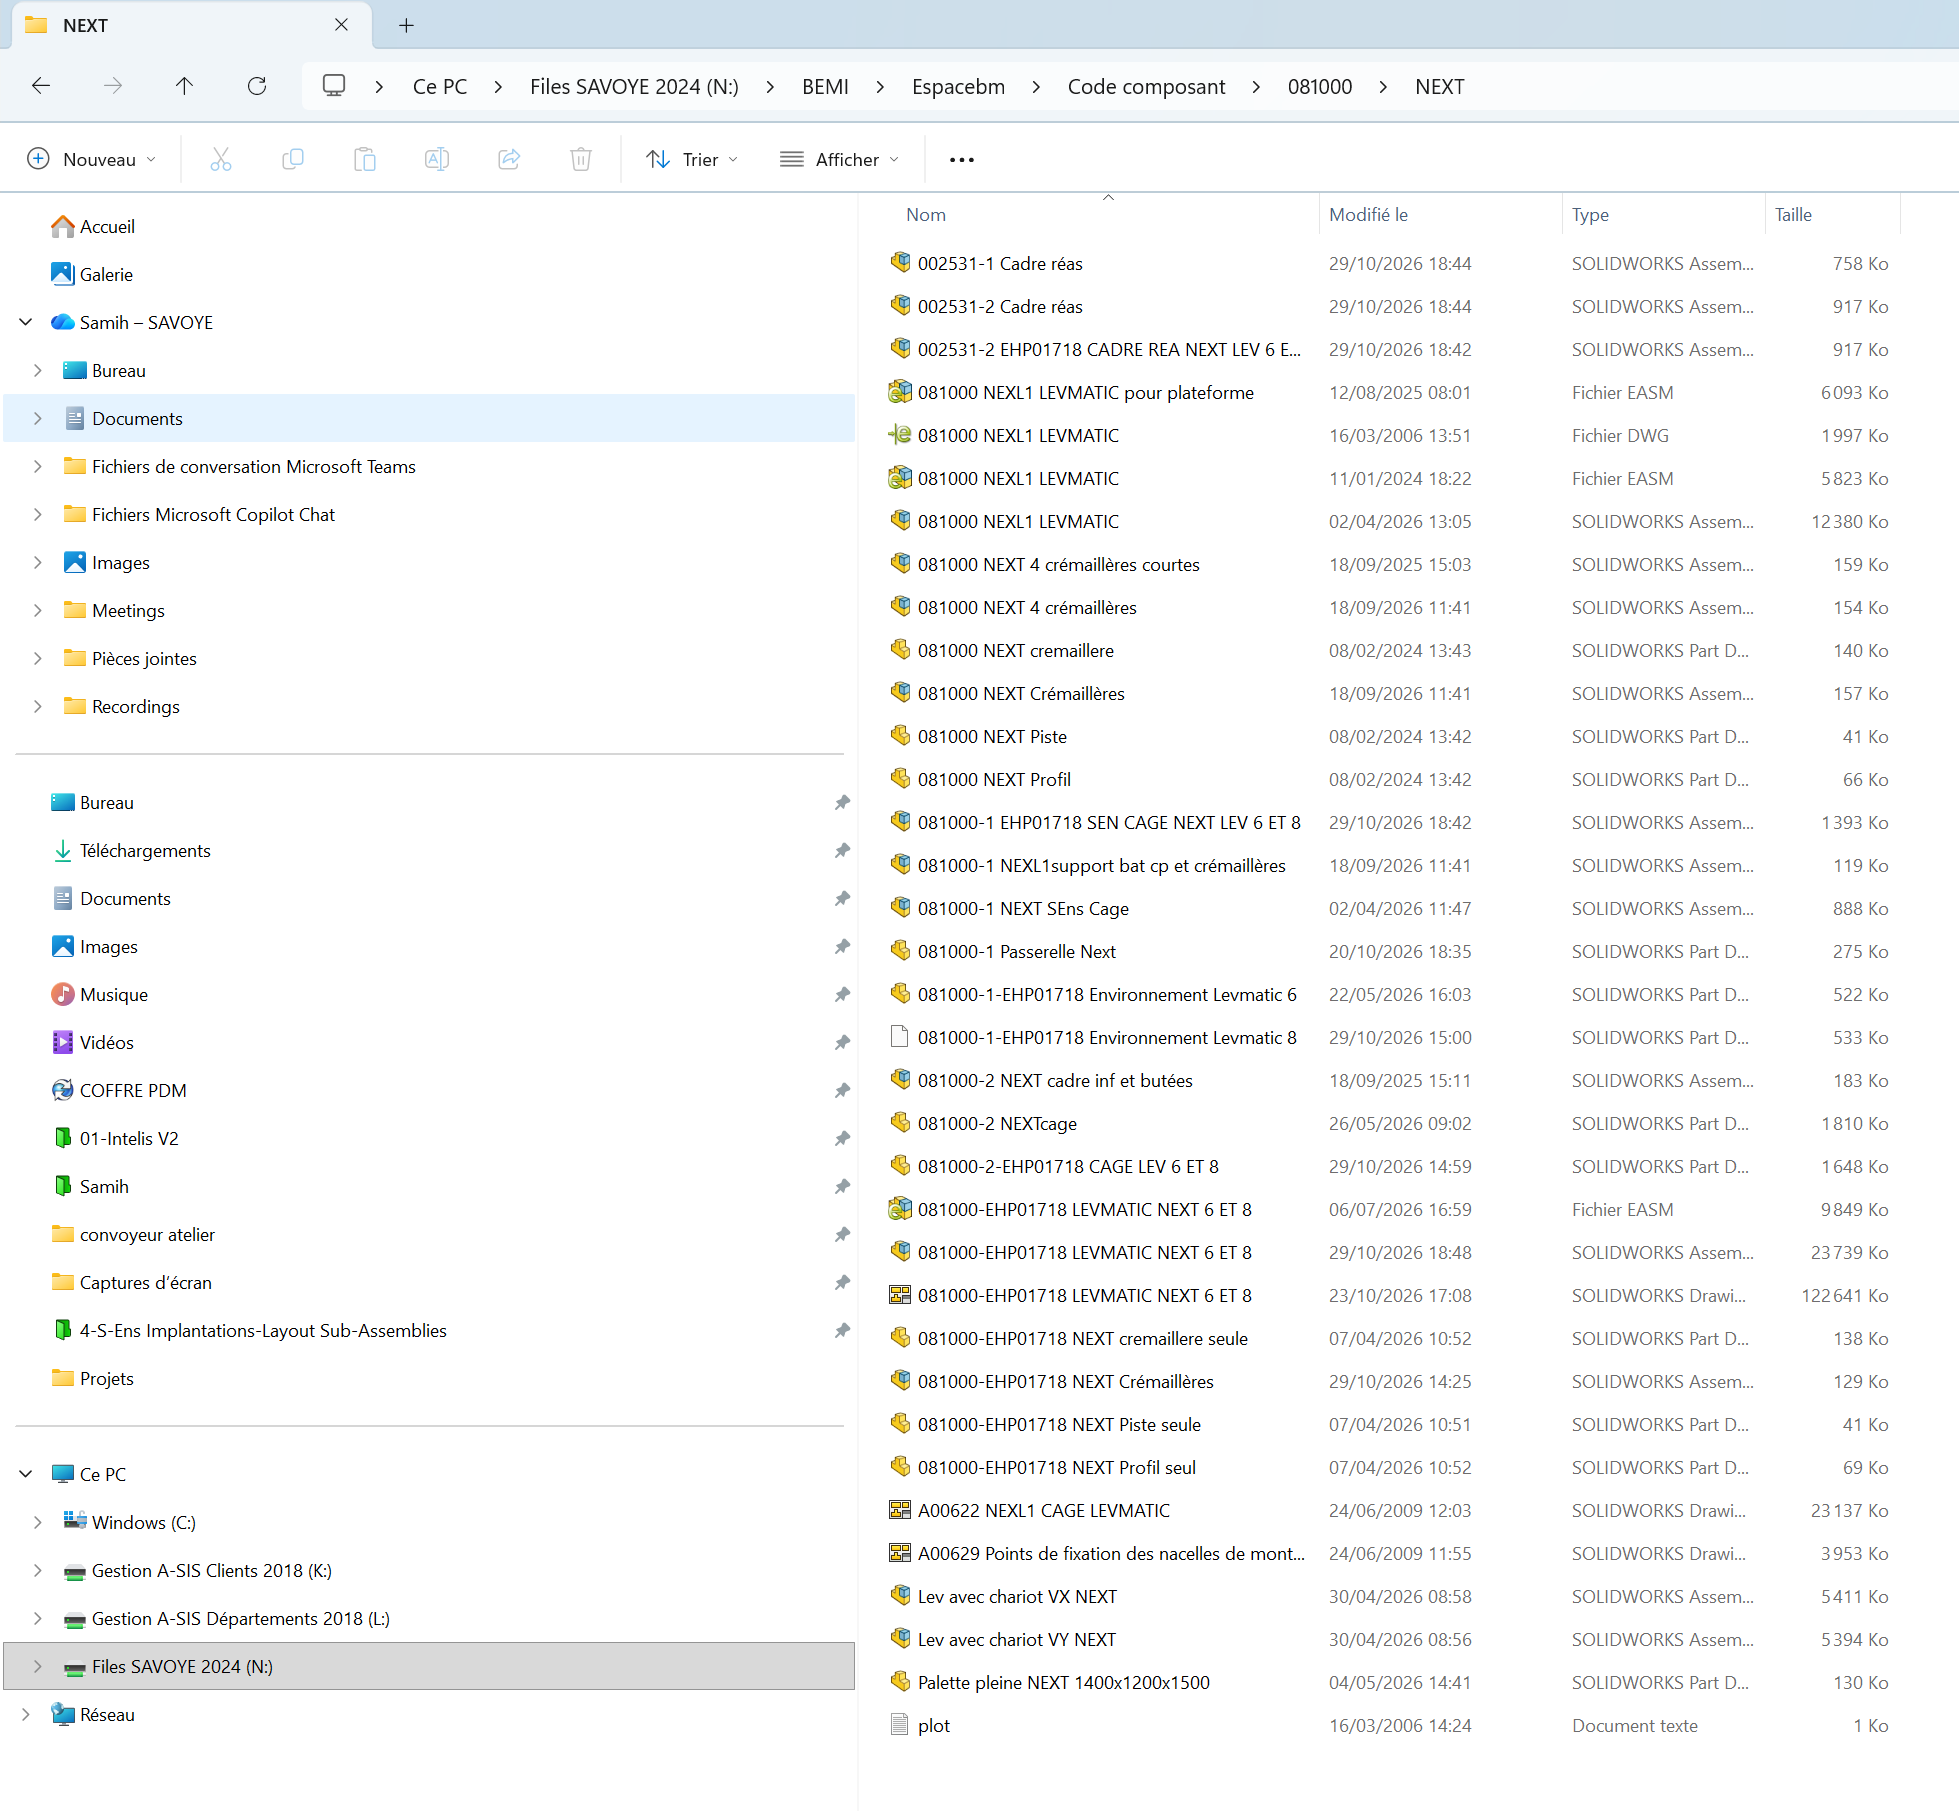 NEXT
Ce PC > Files SAVOYE 2024 (N:) > BEMI > Espacebm > Code composant > 081000 > NEXT
Nouveau Trier Afficher
Accueil
Galerie
Samih – SAVOYE
Bureau
Documents
Fichiers de conversation Microsoft Teams
Fichiers Microsoft Copilot Chat
Images
Meetings
Pièces jointes
Recordings
Bureau
Téléchargements
Documents
Images
Musique
Vidéos
COFFRE PDM
01-Intelis V2
Samih
convoyeur atelier
Captures d’écran
4-S-Ens Implantations-Layout Sub-Assemblies
Projets
Ce PC
Windows (C:)
Gestion A-SIS Clients 2018 (K:)
Gestion A-SIS Départements 2018 (L:)
Files SAVOYE 2024 (N:)
Réseau
Nom Modifié le Type Taille
002531-1 Cadre réas 29/10/2026 18:44 SOLIDWORKS Assem... 758 Ko
002531-2 Cadre réas 29/10/2026 18:44 SOLIDWORKS Assem... 917 Ko
002531-2 EHP01718 CADRE REA NEXT LEV 6 E... 29/10/2026 18:42 SOLIDWORKS Assem... 917 Ko
081000 NEXL1 LEVMATIC pour plateforme 12/08/2025 08:01 Fichier EASM 6 093 Ko
081000 NEXL1 LEVMATIC 16/03/2006 13:51 Fichier DWG 1 997 Ko
081000 NEXL1 LEVMATIC 11/01/2024 18:22 Fichier EASM 5 823 Ko
081000 NEXL1 LEVMATIC 02/04/2026 13:05 SOLIDWORKS Assem... 12 380 Ko
081000 NEXT 4 crémaillères courtes 18/09/2025 15:03 SOLIDWORKS Assem... 159 Ko
081000 NEXT 4 crémaillères 18/09/2026 11:41 SOLIDWORKS Assem... 154 Ko
081000 NEXT cremaillere 08/02/2024 13:43 SOLIDWORKS Part D... 140 Ko
081000 NEXT Crémaillères 18/09/2026 11:41 SOLIDWORKS Assem... 157 Ko
081000 NEXT Piste 08/02/2024 13:42 SOLIDWORKS Part D... 41 Ko
081000 NEXT Profil 08/02/2024 13:42 SOLIDWORKS Part D... 66 Ko
081000-1 EHP01718 SEN CAGE NEXT LEV 6 ET 8 29/10/2026 18:42 SOLIDWORKS Assem... 1 393 Ko
081000-1 NEXL1support bat cp et crémaillères 18/09/2026 11:41 SOLIDWORKS Assem... 119 Ko
081000-1 NEXT SEns Cage 02/04/2026 11:47 SOLIDWORKS Assem... 888 Ko
081000-1 Passerelle Next 20/10/2026 18:35 SOLIDWORKS Part D... 275 Ko
081000-1-EHP01718 Environnement Levmatic 6 22/05/2026 16:03 SOLIDWORKS Part D... 522 Ko
081000-1-EHP01718 Environnement Levmatic 8 29/10/2026 15:00 SOLIDWORKS Part D... 533 Ko
081000-2 NEXT cadre inf et butées 18/09/2025 15:11 SOLIDWORKS Assem... 183 Ko
081000-2 NEXTcage 26/05/2026 09:02 SOLIDWORKS Part D... 1 810 Ko
081000-2-EHP01718 CAGE LEV 6 ET 8 29/10/2026 14:59 SOLIDWORKS Part D... 1 648 Ko
081000-EHP01718 LEVMATIC NEXT 6 ET 8 06/07/2026 16:59 Fichier EASM 9 849 Ko
081000-EHP01718 LEVMATIC NEXT 6 ET 8 29/10/2026 18:48 SOLIDWORKS Assem... 23 739 Ko
081000-EHP01718 LEVMATIC NEXT 6 ET 8 23/10/2026 17:08 SOLIDWORKS Drawi... 122 641 Ko
081000-EHP01718 NEXT cremaillere seule 07/04/2026 10:52 SOLIDWORKS Part D... 138 Ko
081000-EHP01718 NEXT Crémaillères 29/10/2026 14:25 SOLIDWORKS Assem... 129 Ko
081000-EHP01718 NEXT Piste seule 07/04/2026 10:51 SOLIDWORKS Part D... 41 Ko
081000-EHP01718 NEXT Profil seul 07/04/2026 10:52 SOLIDWORKS Part D... 69 Ko
A00622 NEXL1 CAGE LEVMATIC 24/06/2009 12:03 SOLIDWORKS Drawi... 23 137 Ko
A00629 Points de fixation des nacelles de mont... 24/06/2009 11:55 SOLIDWORKS Drawi... 3 953 Ko
Lev avec chariot VX NEXT 30/04/2026 08:58 SOLIDWORKS Assem... 5 411 Ko
Lev avec chariot VY NEXT 30/04/2026 08:56 SOLIDWORKS Assem... 5 394 Ko
Palette pleine NEXT 1400x1200x1500 04/05/2026 14:41 SOLIDWORKS Part D... 130 Ko
plot 16/03/2006 14:24 Document texte 1 Ko